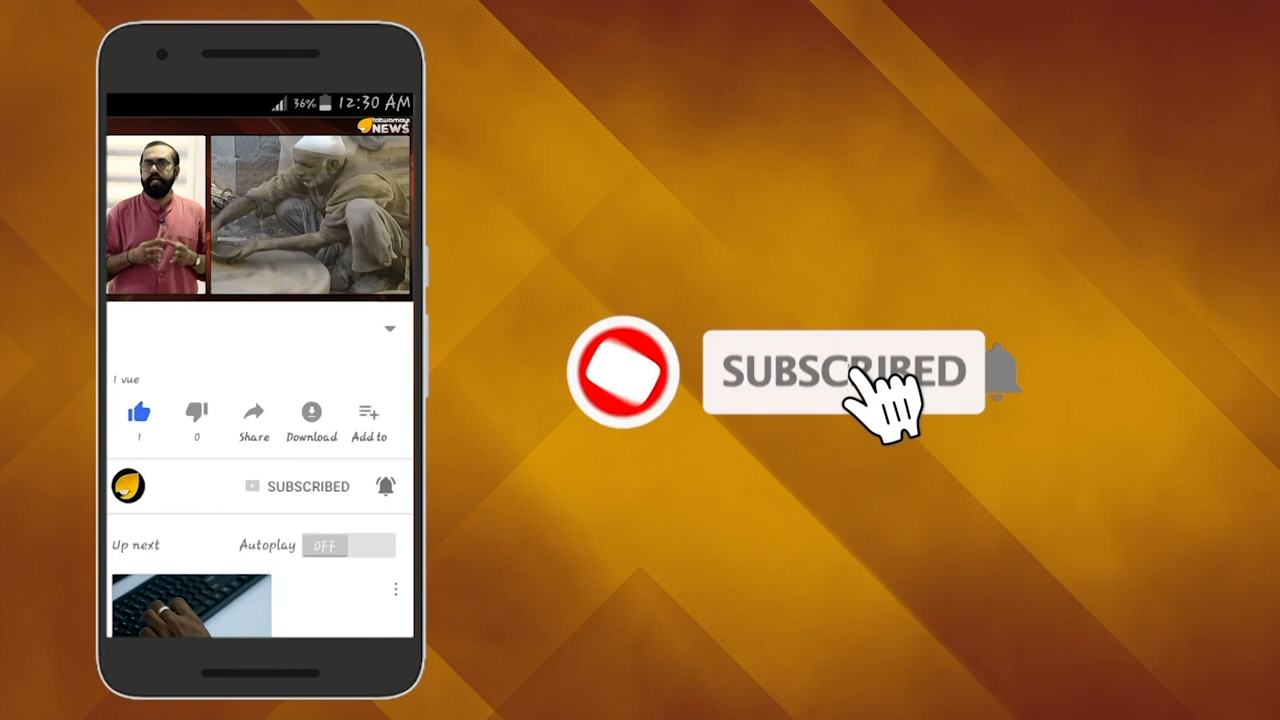 36% 12:30 AM
tatwamayi
NEWS
1 vue
1
0
Share
Download
Add to
SUBSCRIBED
Up next
Autoplay
OFF
SUBSCRIBED